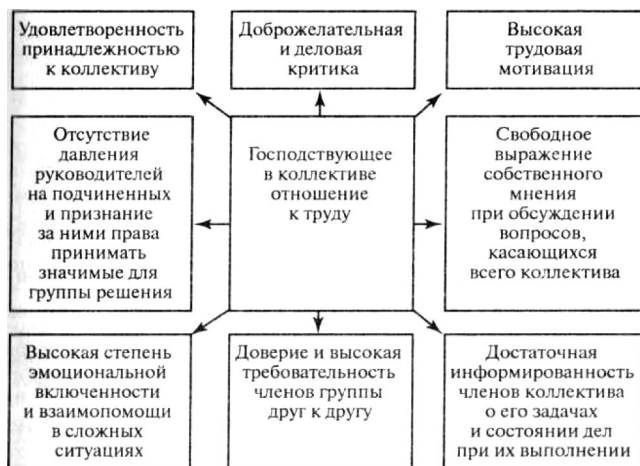 Удовлетворенность
принадлежностью
к коллективу
Доброжелательная
и деловая
критика
Высокая
трудовая
мотивация
Отсутствие
давления
руководителей
на подчиненных
и признание
за ними права
принимать
значимые для
группы решения
Господствующее
в коллективе
отношение
к труду
Свободное
выражение
собственного
мнения
при обсуждении
вопросов,
касающихся
всего коллектива
Высокая степень
эмоциональной
включенности
и взаимопомощи
в сложных
ситуациях
Доверие и высокая
требовательность
членов группы
друг к другу
Достаточная
информированность
членов коллектива
о его задачах
и состоянии дел
при их выполнении